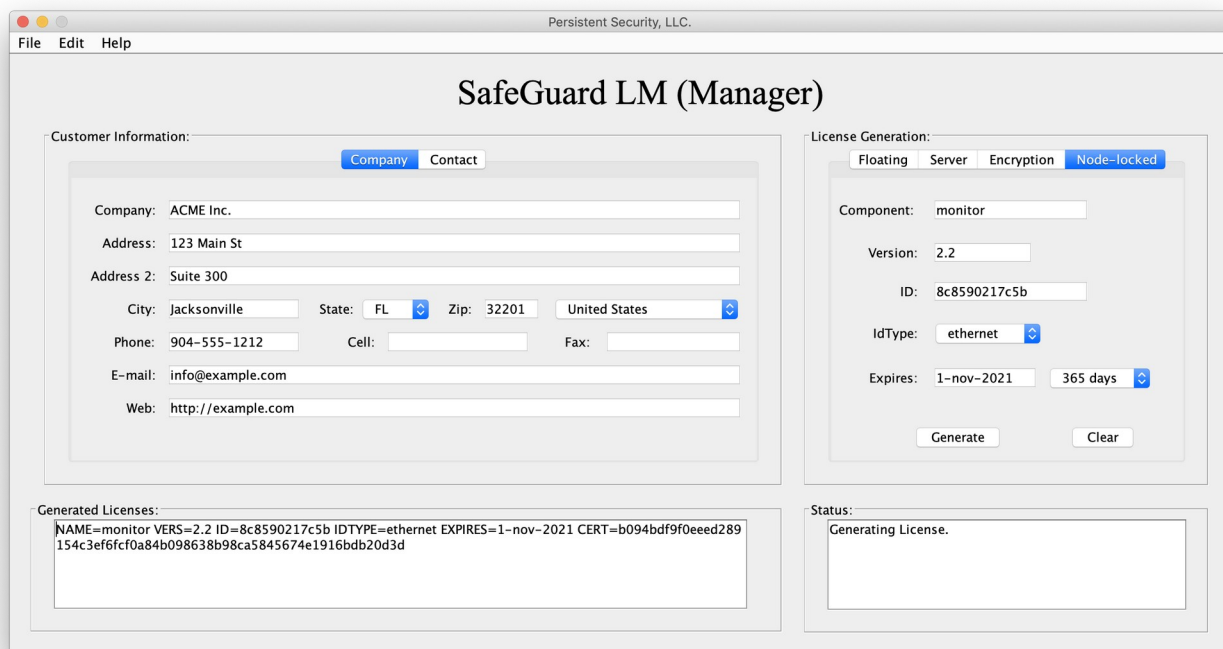 Persistent Security, LLC.
File Edit Help
SafeGuard LM (Manager)
Customer Information:
Company Contact
Company: ACME Inc.
Address: 123 Main St
Address 2: Suite 300
City: Jacksonville State: FL Zip: 32201 United States
Phone: 904-555-1212 Cell: Fax:
E-mail: info@example.com
Web: http://example.com
License Generation:
Floating Server Encryption Node-locked
Component: monitor
Version: 2.2
ID: 8c8590217c5b
IdType: ethernet
Expires: 1-nov-2021 365 days
Generate Clear
Generated Licenses:
NAME=monitor VERS=2.2 ID=8c8590217c5b IDTYPE=ethernet EXPIRES=1-nov-2021 CERT=b094bdf9f0eeed289
154c3ef6fcf0a84b098638b98ca5845674e1916bdb20d3d
Status:
Generating License.